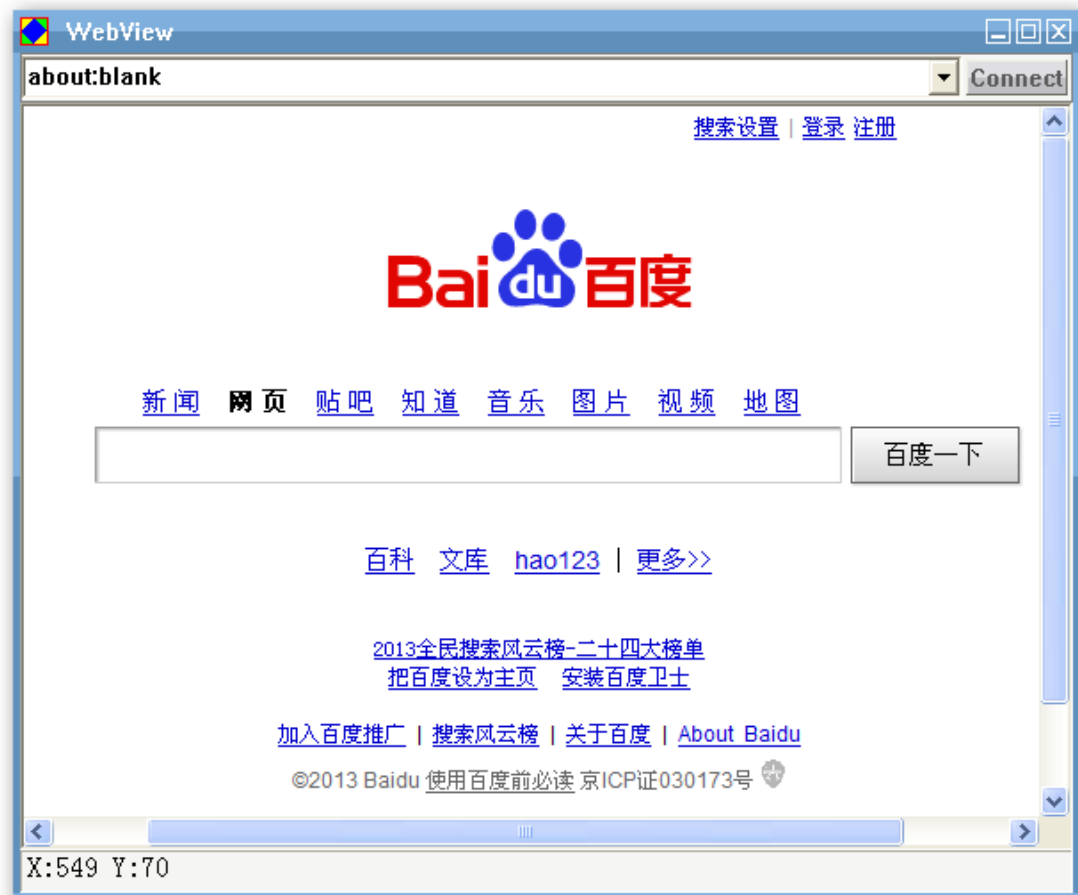 WebView
about:blank Connect
搜索设置 | 登录 注册
Bai du 百度
新闻 网页 贴吧 知道 音乐 图片 视频 地图
百度一下
百科 文库 hao123 | 更多>>
2013全民搜索风云榜-二十四大榜单
把百度设为主页 安装百度卫士
加入百度推广 | 搜索风云榜 | 关于百度 | About Baidu
©2013 Baidu 使用百度前必读 京ICP证030173号
X:549 Y:70